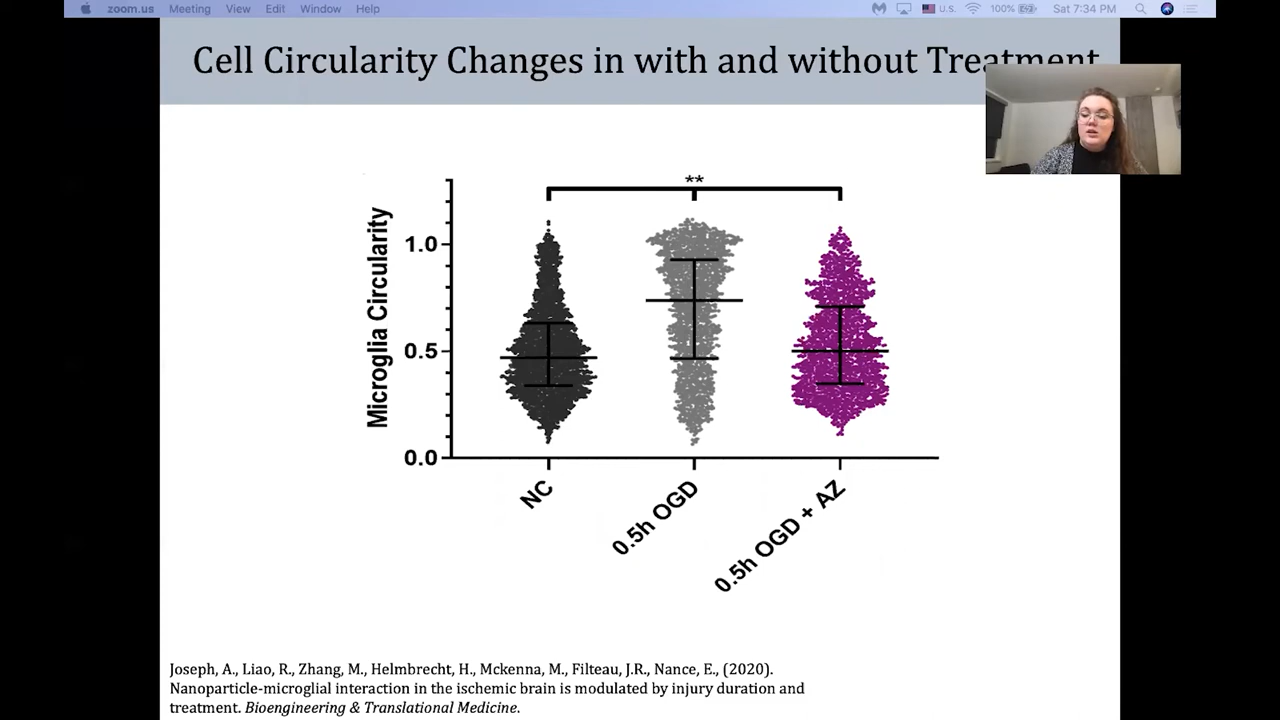 zoom.us Meeting View Edit Window Help U.S. 100% Sat 7:34 PM
Cell Circularity Changes in with and without Treatment
**
Microglia Circularity
1.0
0.5
0.0
NC
0.5h OGD
0.5h OGD + AZ
Joseph, A., Liao, R., Zhang, M., Helmbrecht, H., Mckenna, M., Filteau, J.R., Nance, E., (2020).
Nanoparticle-microglial interaction in the ischemic brain is modulated by injury duration and
treatment. Bioengineering & Translational Medicine.